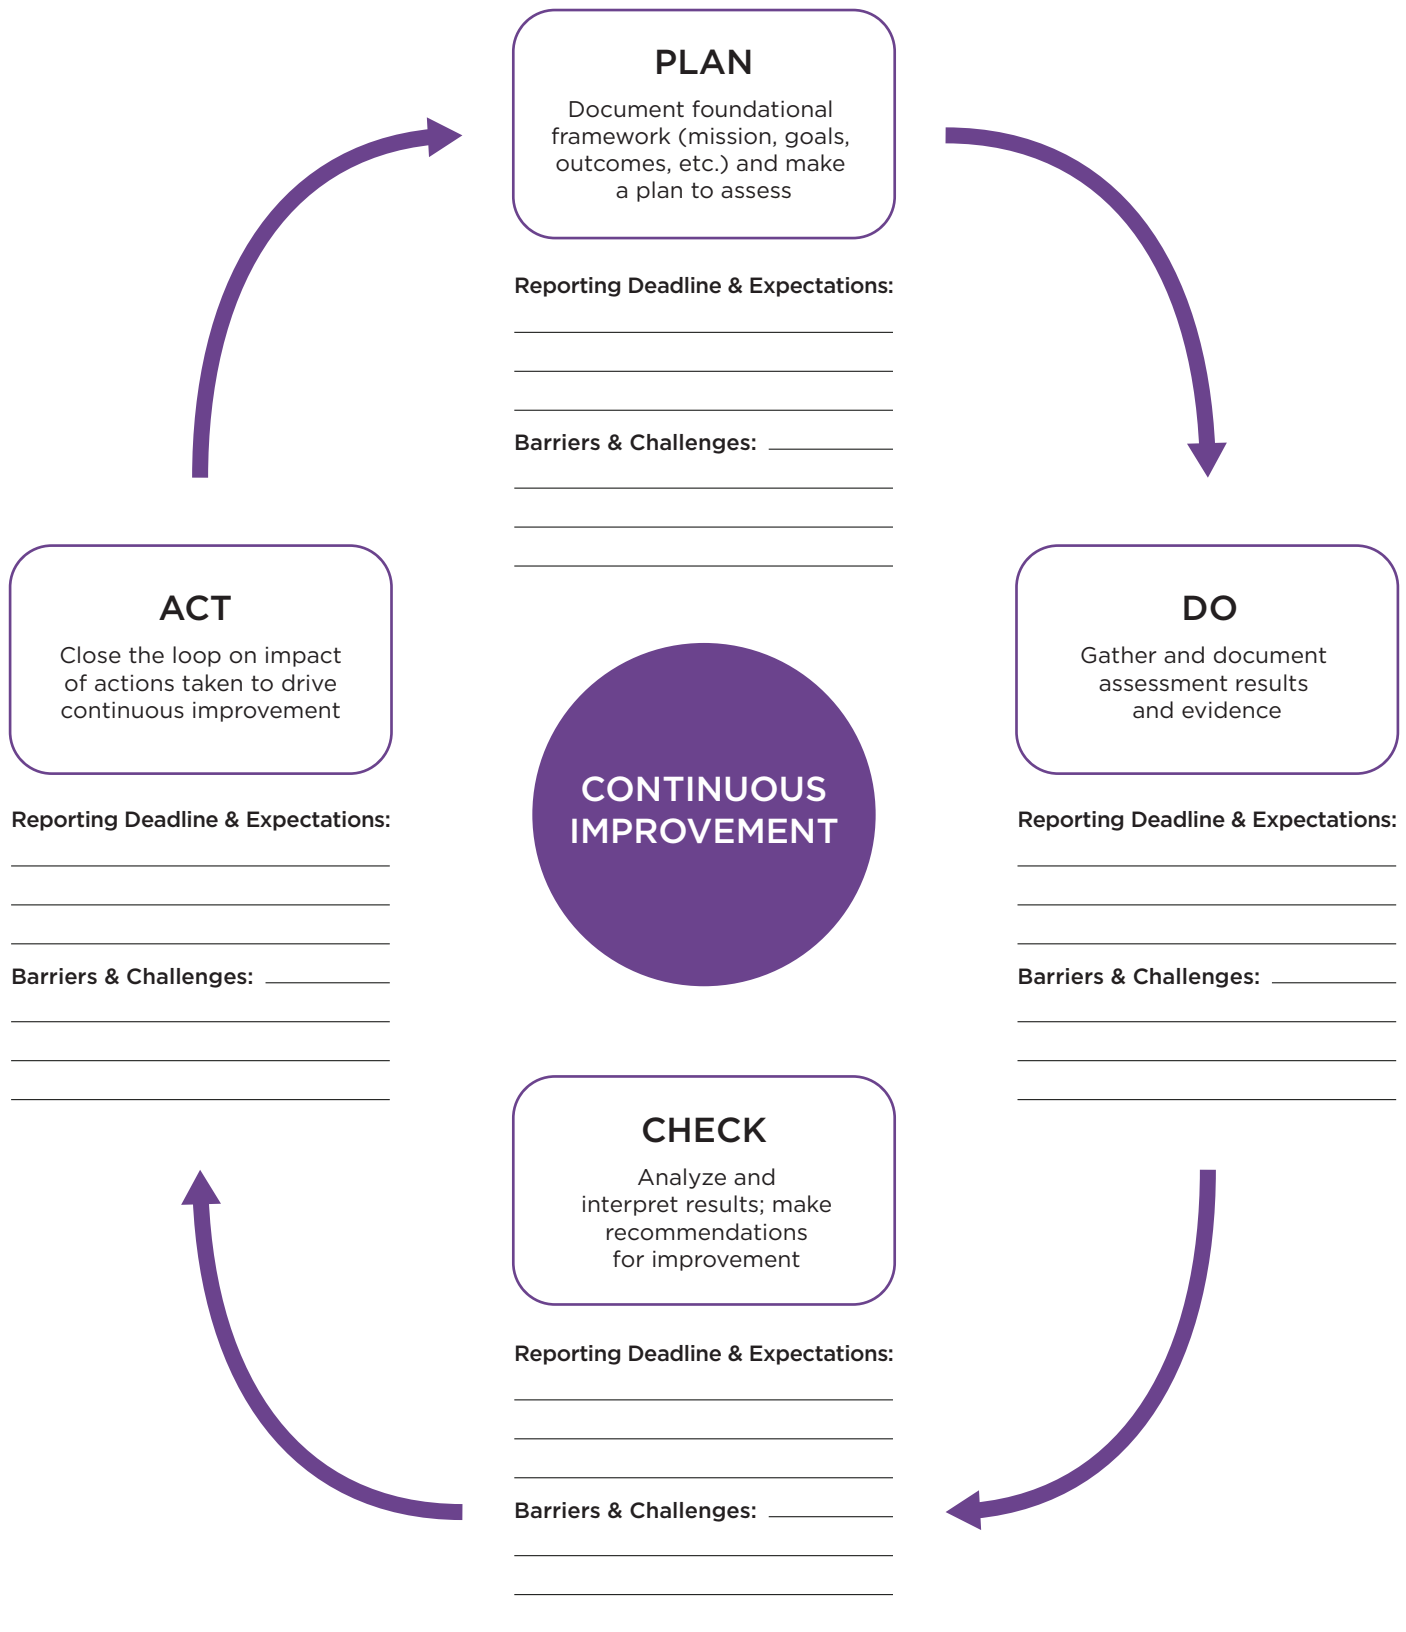 PLAN
Document foundational
framework (mission, goals,
outcomes, etc.) and make
a plan to assess
Reporting Deadline & Expectations:
Barriers & Challenges:
ACT
Close the loop on impact
of actions taken to drive
continuous improvement
Reporting Deadline & Expectations:
Barriers & Challenges:
CONTINUOUS
IMPROVEMENT
DO
Gather and document
assessment results
and evidence
Reporting Deadline & Expectations:
Barriers & Challenges:
CHECK
Analyze and
interpret results; make
recommendations
for improvement
Reporting Deadline & Expectations:
Barriers & Challenges: